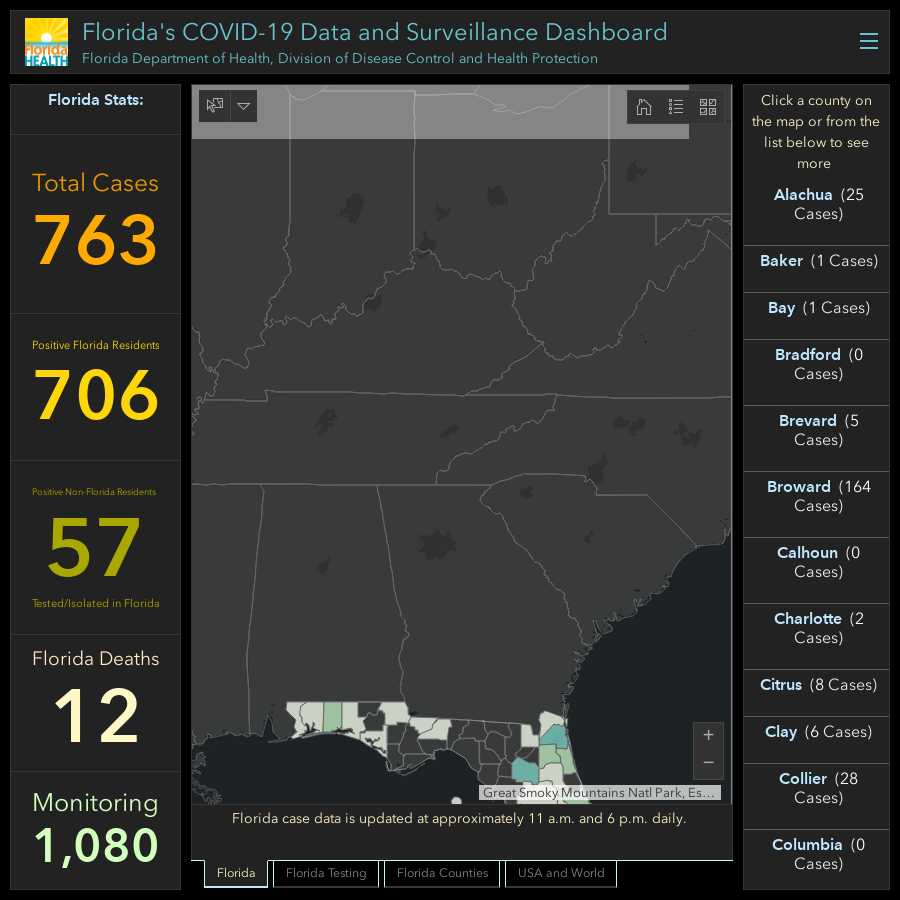 Florida
HEALTH
Florida's COVID-19 Data and Surveillance Dashboard
Florida Department of Health, Division of Disease Control and Health Protection
Florida Stats:
Total Cases
763
Positive Florida Residents
706
Positive Non-Florida Residents
57
Tested/Isolated in Florida
Florida Deaths
12
Monitoring
1,080
+
−
Great Smoky Mountains Natl Park, Es…
Florida case data is updated at approximately 11 a.m. and 6 p.m. daily.
Florida
Florida Testing
Florida Counties
USA and World
Click a county on
the map or from the
list below to see
more
Alachua (25
Cases)
Baker (1 Cases)
Bay (1 Cases)
Bradford (0
Cases)
Brevard (5
Cases)
Broward (164
Cases)
Calhoun (0
Cases)
Charlotte (2
Cases)
Citrus (8 Cases)
Clay (6 Cases)
Collier (28
Cases)
Columbia (0
Cases)